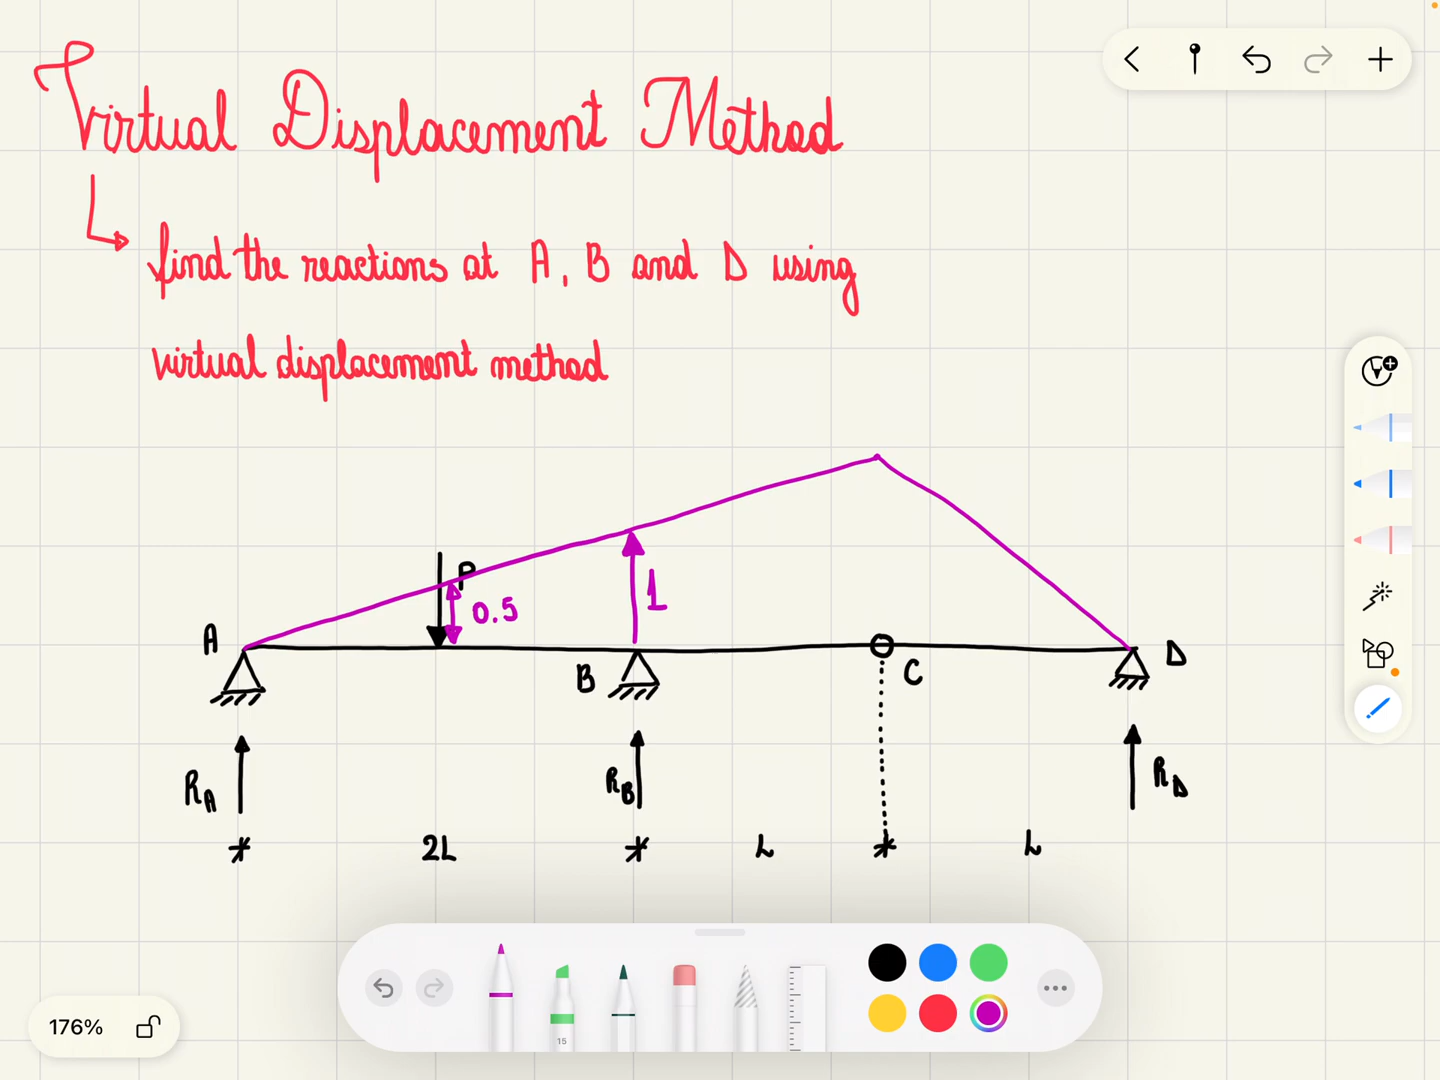 Virtual Displacement Method
find the reactions at A, B and D using
virtual displacement method
P
0.5
1
A
B
C
D
RA
RB
RD
2L
L
L
15
176%